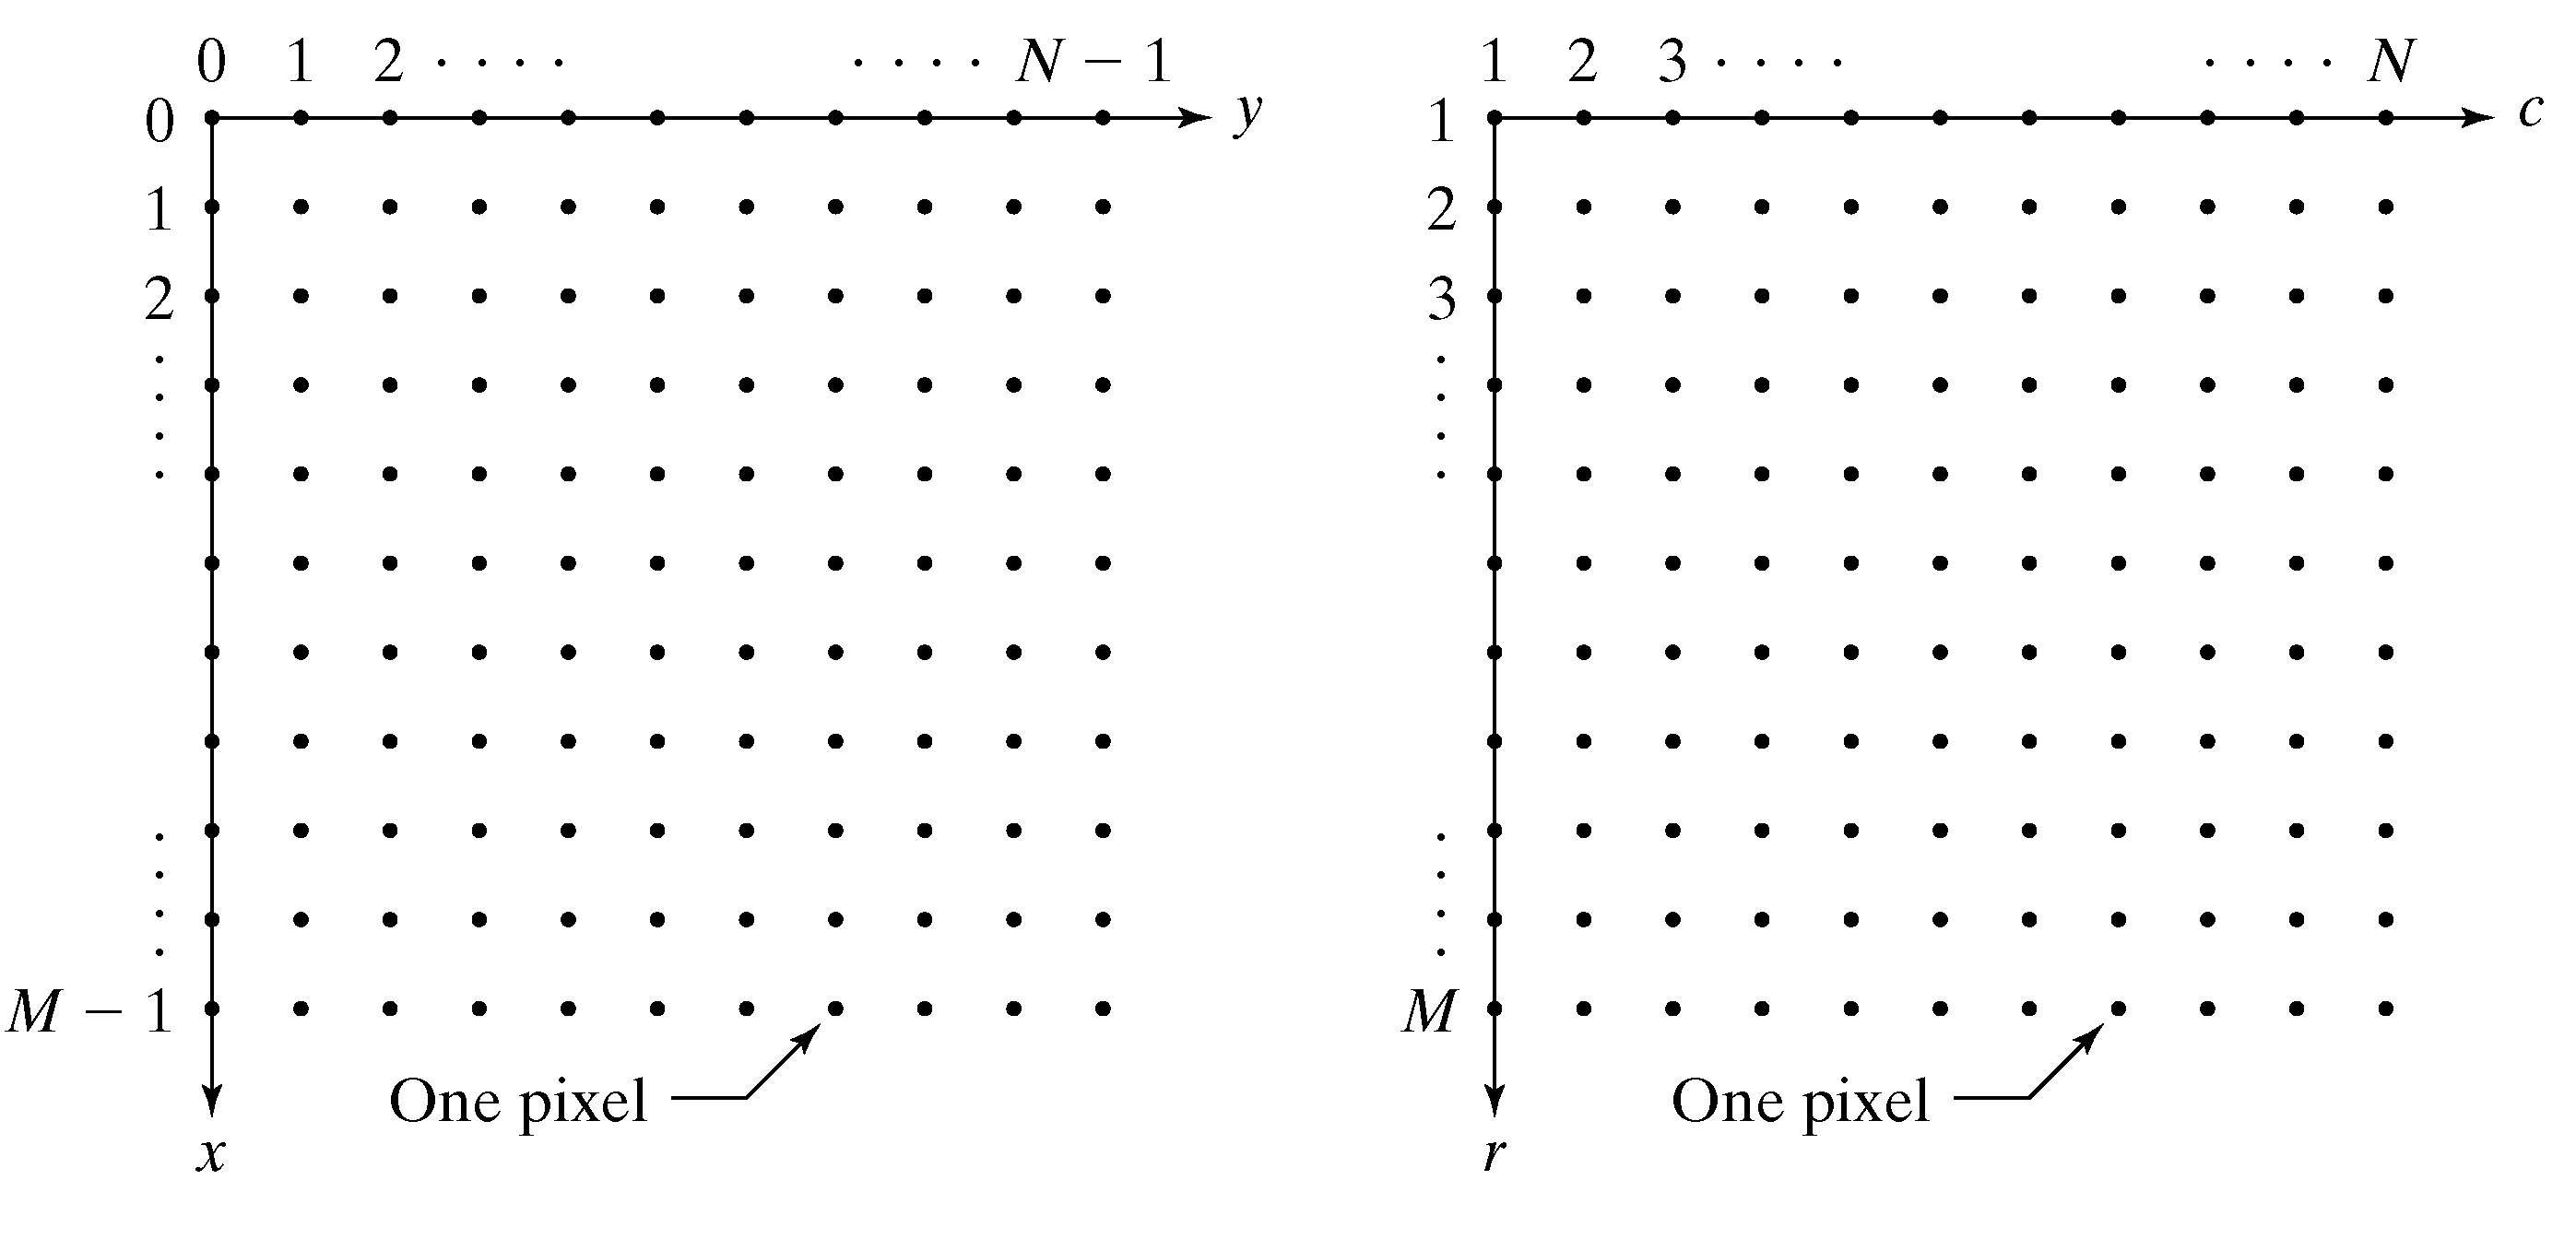 0 1 2 · · · · · · · · N − 1
0 y
1
2
·
·
·
·
·
·
·
·
M − 1
One pixel
x
1 2 3 · · · · · · · · N
1 c
2
3
·
·
·
·
·
·
·
·
M
One pixel
r